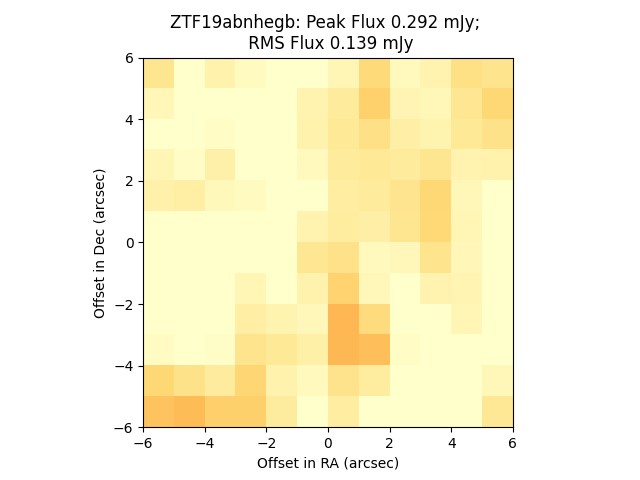 ZTF19abnhegb: Peak Flux 0.292 mJy;
RMS Flux 0.139 mJy
6
4
2
0
−2
−4
−6
Offset in Dec (arcsec)
−6 −4 −2 0 2 4 6
Offset in RA (arcsec)